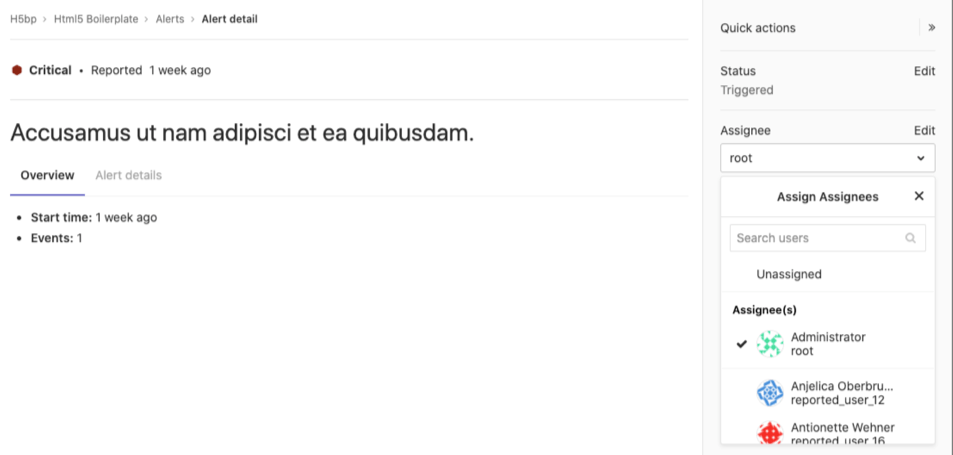 H5bp › Html5 Boilerplate › Alerts › Alert detail
Critical • Reported 1 week ago
Accusamus ut nam adipisci et ea quibusdam.
Overview Alert details
• Start time: 1 week ago
• Events: 1
Quick actions »
Status Edit
Triggered
Assignee Edit
root
Assign Assignees ×
Search users
Unassigned
Assignee(s)
Administrator
root
Anjelica Oberbru...
reported_user_12
Antionette Wehner
reported_user_16